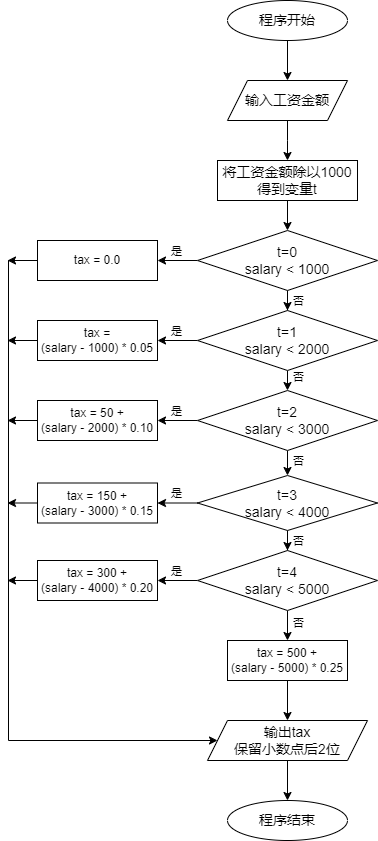 程序开始
输入工资金额
将工资金额除以1000
得到变量t
t=0
salary < 1000
是
tax = 0.0
否
t=1
salary < 2000
是
tax =
(salary - 1000) * 0.05
否
t=2
salary < 3000
是
tax = 50 +
(salary - 2000) * 0.10
否
t=3
salary < 4000
是
tax = 150 +
(salary - 3000) * 0.15
否
t=4
salary < 5000
是
tax = 300 +
(salary - 4000) * 0.20
否
tax = 500 +
(salary - 5000) * 0.25
输出tax
保留小数点后2位
程序结束